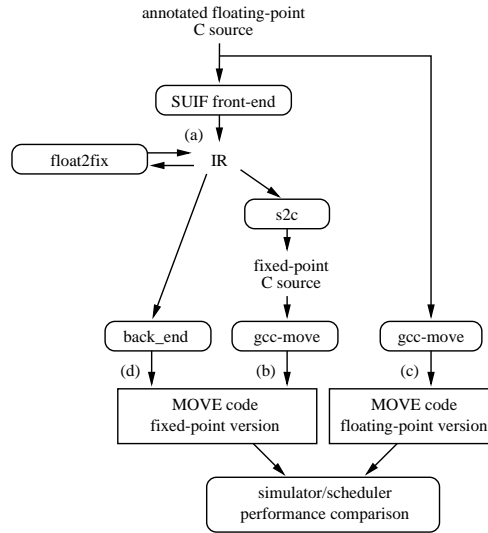 annotated floating-point
C source
SUIF front-end
(a)
float2fix
IR
s2c
fixed-point
C source
back_end
gcc-move
gcc-move
(d)
(b)
(c)
MOVE code
fixed-point version
MOVE code
floating-point version
simulator/scheduler
performance comparison